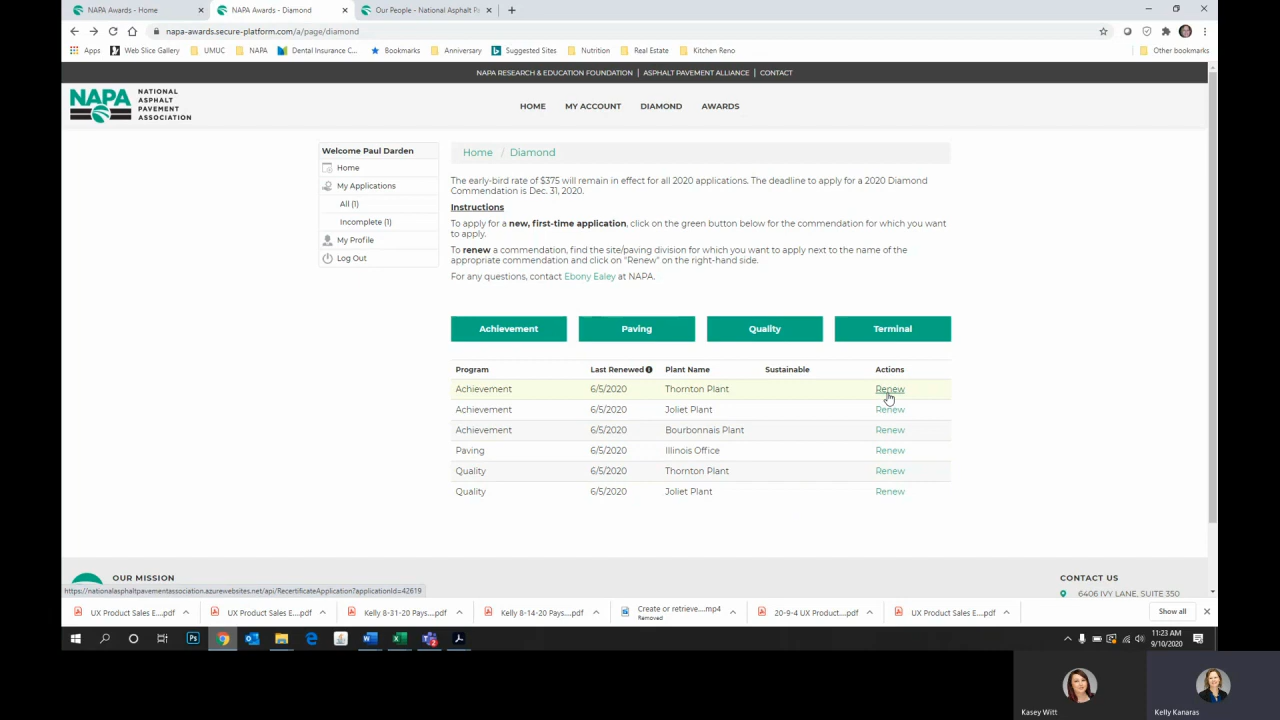 NAPA Awards - Home
NAPA Awards - Diamond
Our People - National Asphalt P
napa-awards.secure-platform.com/a/page/diamond
Apps
Web Slice Gallery
UMUC
NAPA
Dental Insurance C...
Bookmarks
Anniversary
Suggested Sites
Nutrition
Real Estate
Kitchen Reno
Other bookmarks
NAPA RESEARCH & EDUCATION FOUNDATION | ASPHALT PAVEMENT ALLIANCE | CONTACT
NAPA
NATIONAL
ASPHALT
PAVEMENT
ASSOCIATION
HOME
MY ACCOUNT
DIAMOND
AWARDS
Welcome Paul Darden
Home
My Applications
All (1)
Incomplete (1)
My Profile
Log Out
Home / Diamond
The early-bird rate of $375 will remain in effect for all 2020 applications. The deadline to apply for a 2020 Diamond
Commendation is Dec. 31, 2020.
Instructions
To apply for a new, first-time application, click on the green button below for the commendation for which you want
to apply.
To renew a commendation, find the site/paving division for which you want to apply next to the name of the
appropriate commendation and click on "Renew" on the right-hand side.
For any questions, contact Ebony Ealey at NAPA.
Achievement
Paving
Quality
Terminal
Program Last Renewed Plant Name Sustainable Actions
Achievement 6/5/2020 Thornton Plant Renew
Achievement 6/5/2020 Joliet Plant Renew
Achievement 6/5/2020 Bourbonnais Plant Renew
Paving 6/5/2020 Illinois Office Renew
Quality 6/5/2020 Thornton Plant Renew
Quality 6/5/2020 Joliet Plant Renew
OUR MISSION
CONTACT US
6406 IVY LANE, SUITE 350
https://nationalasphaltpavementassociation.azurewebsites.net/api/RecertificateApplication?applicationId=42619
UX Product Sales E....pdf
UX Product Sales E....pdf
Kelly 8-31-20 Pays....pdf
Kelly 8-14-20 Pays....pdf
Create or retrieve....mp4
Removed
20-9-4 UX Product....pdf
UX Product Sales E....pdf
Show all
11:23 AM
9/10/2020
Kasey Witt
Kelly Kanaras